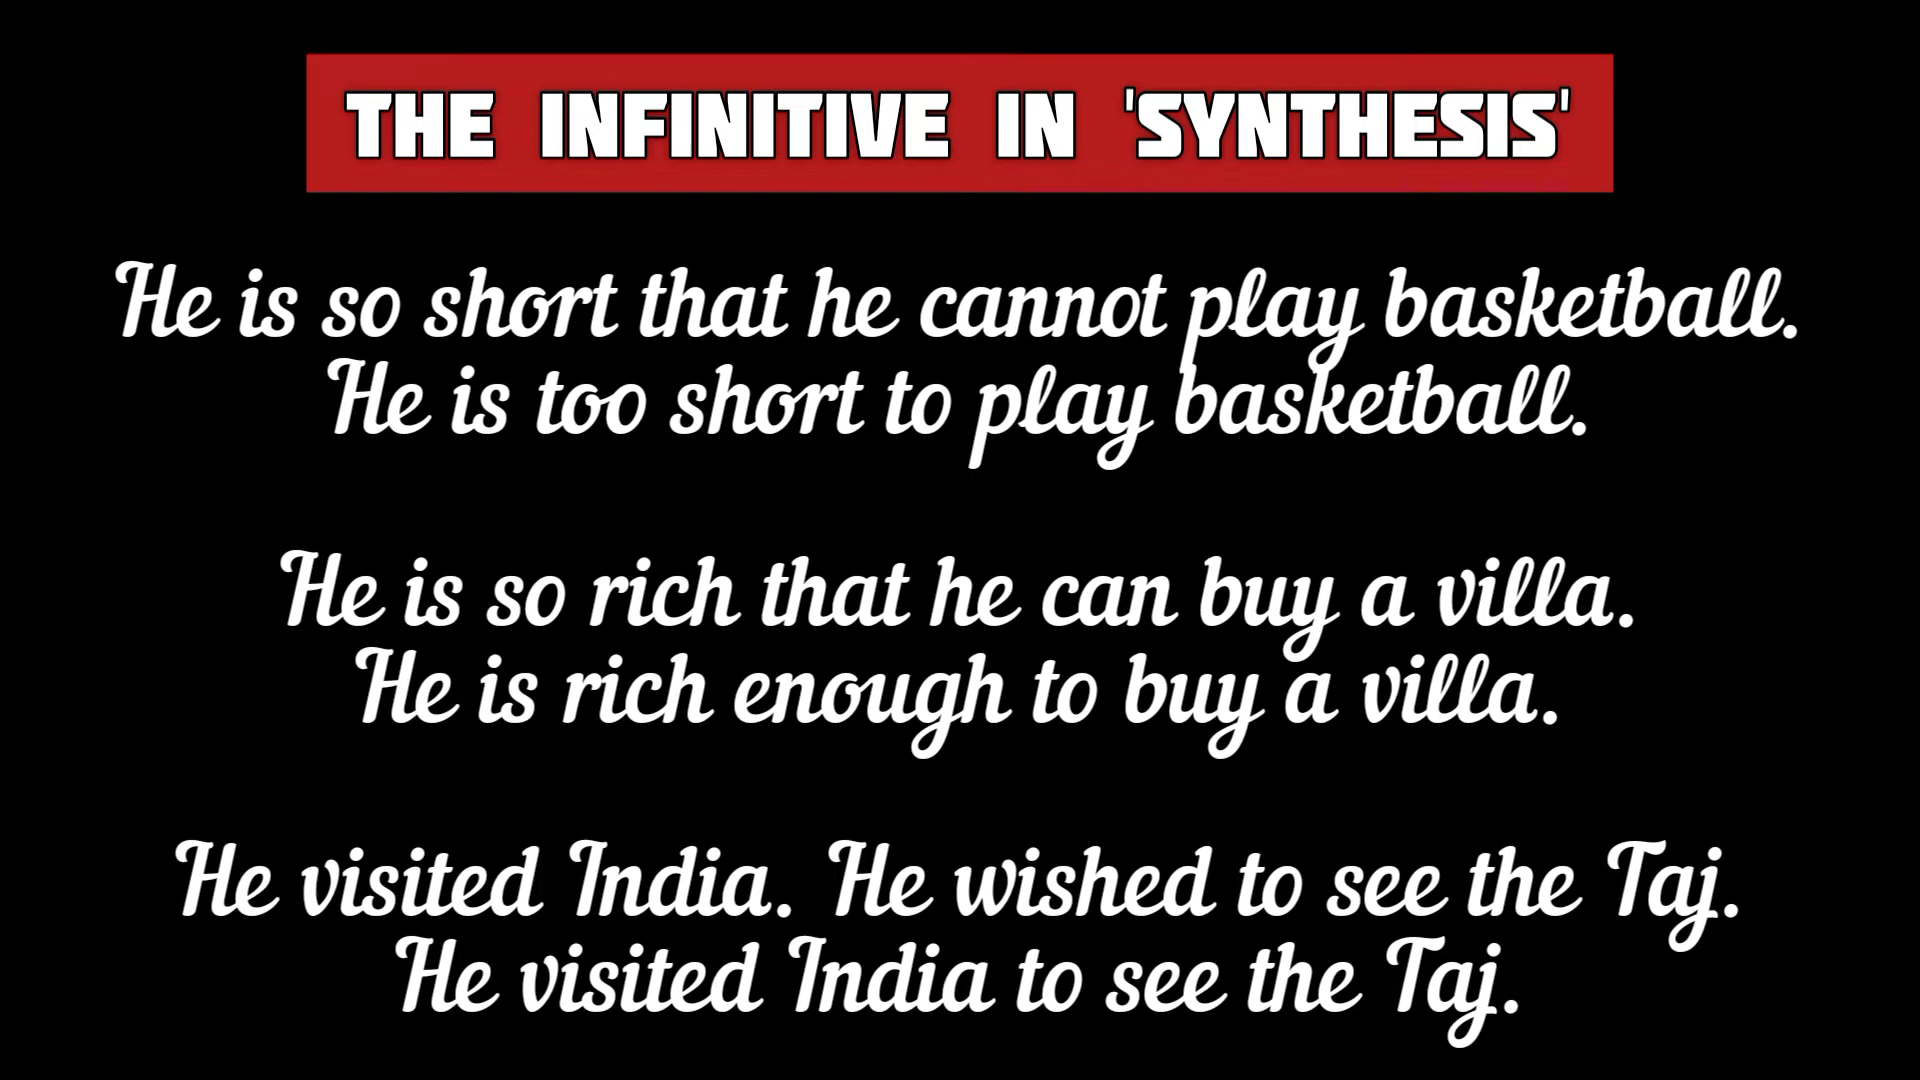 THE INFINITIVE IN 'SYNTHESIS'
He is so short that he cannot play basketball.
He is too short to play basketball.
He is so rich that he can buy a villa.
He is rich enough to buy a villa.
He visited India. He wished to see the Taj.
He visited India to see the Taj.